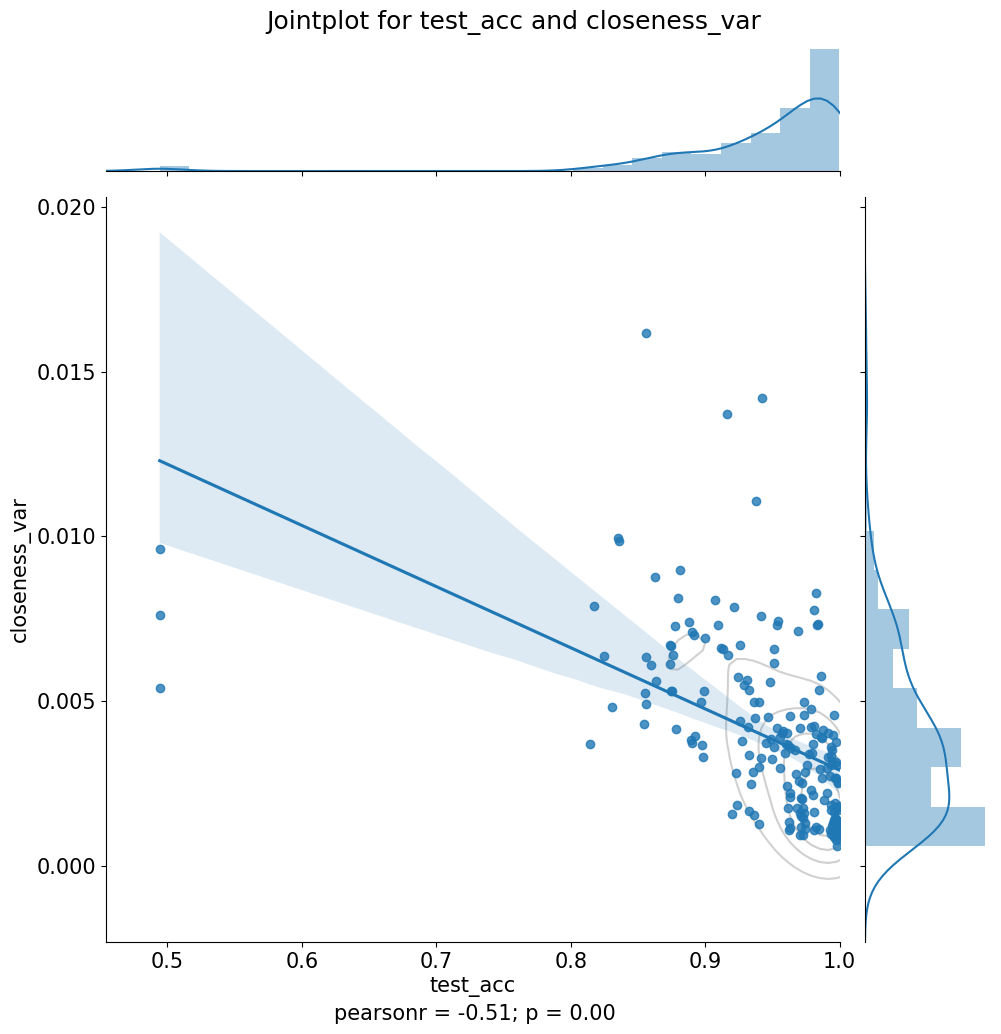 Jointplot for test_acc and closeness_var
0.020
0.015
0.010
0.005
0.000
closeness_var
0.5 0.6 0.7 0.8 0.9 1.0
test_acc
pearsonr = -0.51; p = 0.00